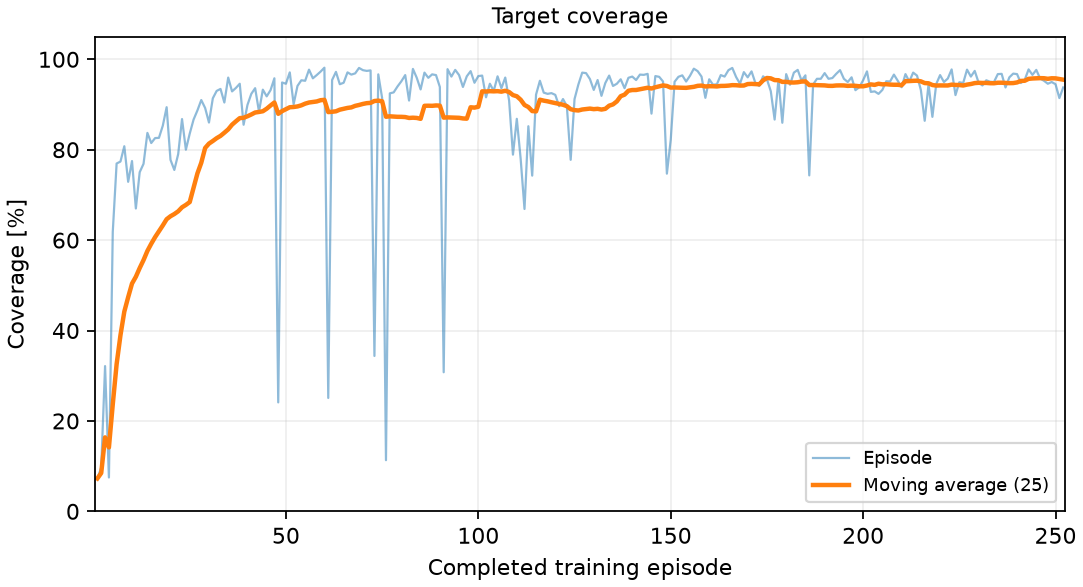 Target coverage
100
80
60
40
20
0
Coverage [%]
50
100
150
200
250
Completed training episode
Episode
Moving average (25)